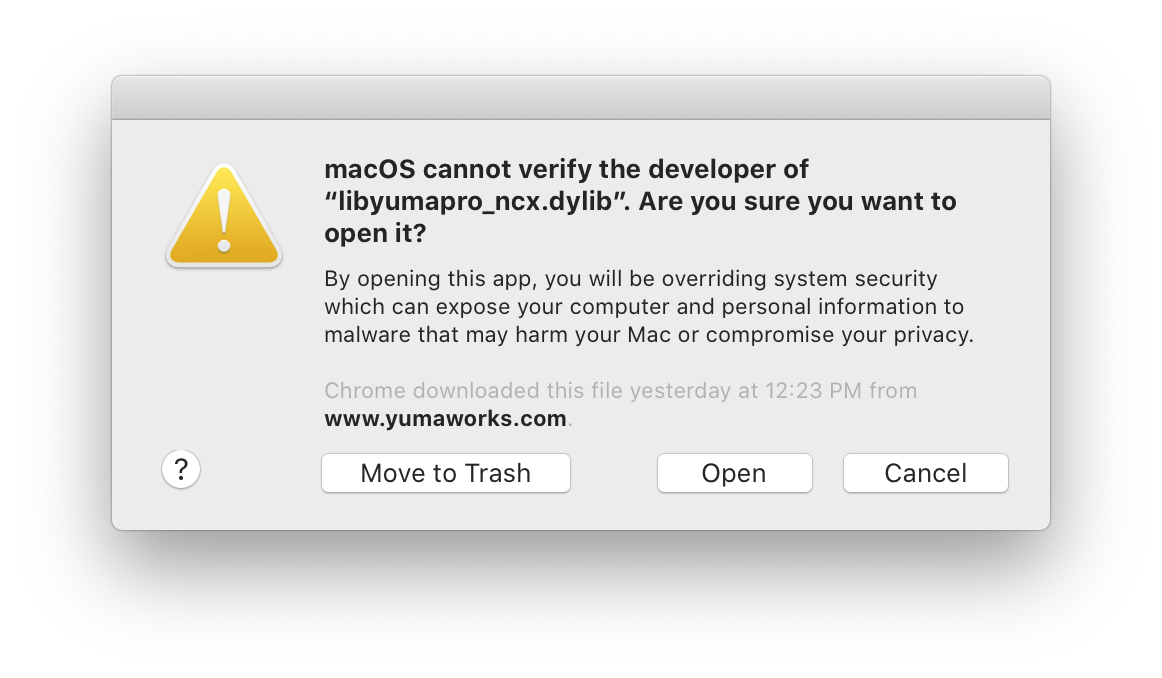 macOS cannot verify the developer of
“libyumapro_ncx.dylib”. Are you sure you want to
open it?
By opening this app, you will be overriding system security
which can expose your computer and personal information to
malware that may harm your Mac or compromise your privacy.
Chrome downloaded this file yesterday at 12:23 PM from
www.yumaworks.com.
? Move to Trash Open Cancel